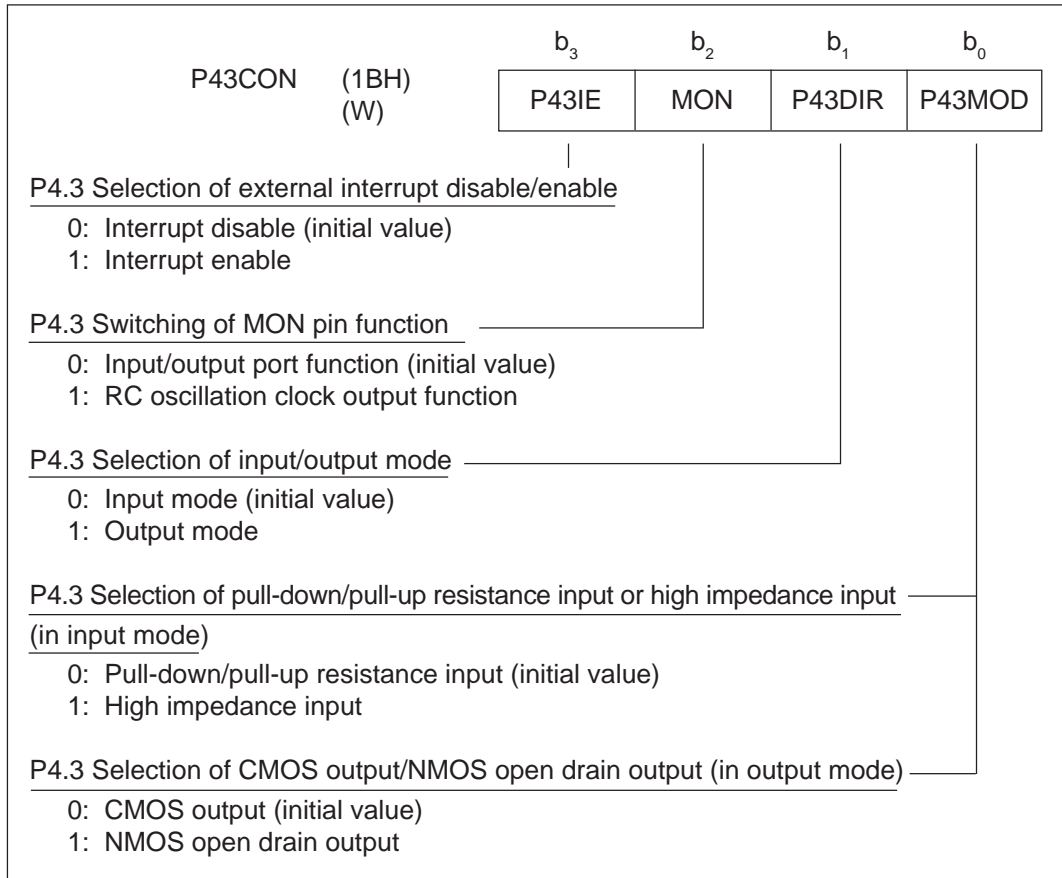 b3 b2 b1 b0
P43CON (1BH)
(W)
P43IE MON P43DIR P43MOD
P4.3 Selection of external interrupt disable/enable
0: Interrupt disable (initial value)
1: Interrupt enable
P4.3 Switching of MON pin function
0: Input/output port function (initial value)
1: RC oscillation clock output function
P4.3 Selection of input/output mode
0: Input mode (initial value)
1: Output mode
P4.3 Selection of pull-down/pull-up resistance input or high impedance input
(in input mode)
0: Pull-down/pull-up resistance input (initial value)
1: High impedance input
P4.3 Selection of CMOS output/NMOS open drain output (in output mode)
0: CMOS output (initial value)
1: NMOS open drain output